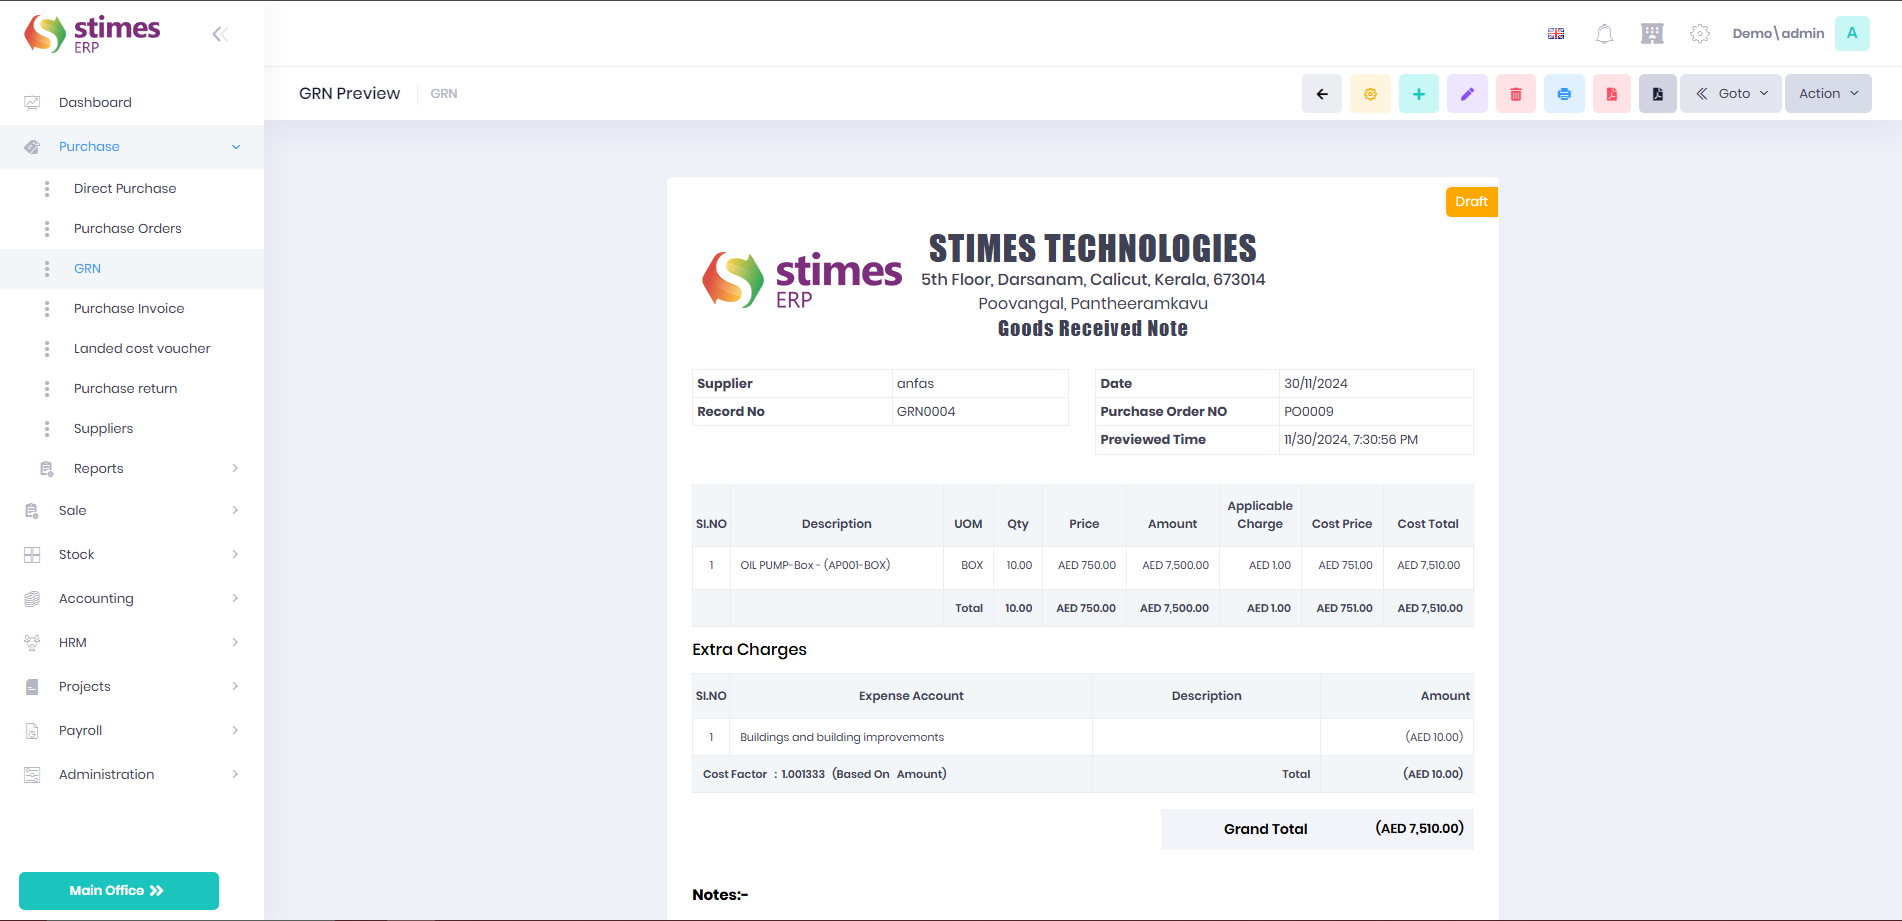 stimes
ERP
Demo\admin
A
GRN Preview
GRN
Goto
Action
Dashboard
Purchase
Direct Purchase
Purchase Orders
GRN
Purchase Invoice
Landed cost voucher
Purchase return
Suppliers
Reports
Sale
Stock
Accounting
HRM
Projects
Payroll
Administration
Main Office
Draft
stimes
ERP
STIMES TECHNOLOGIES
5th Floor, Darsanam, Calicut, Kerala, 673014
Poovangal, Pantheeramkavu
Goods Received Note
Supplier anfas
Record No GRN0004
Date 30/11/2024
Purchase Order NO PO0009
Previewed Time 11/30/2024, 7:30:56 PM
SI.NO Description UOM Qty Price Amount Applicable Charge Cost Price Cost Total
1 OIL PUMP-Box - (AP001-BOX) BOX 10.00 AED 750.00 AED 7,500.00 AED 1.00 AED 751.00 AED 7,510.00
Total 10.00 AED 750.00 AED 7,500.00 AED 1.00 AED 751.00 AED 7,510.00
Extra Charges
SI.NO Expense Account Description Amount
1 Buildings and building improvements (AED 10.00)
Cost Factor : 1.001333 (Based On Amount) Total (AED 10.00)
Grand Total (AED 7,510.00)
Notes:-